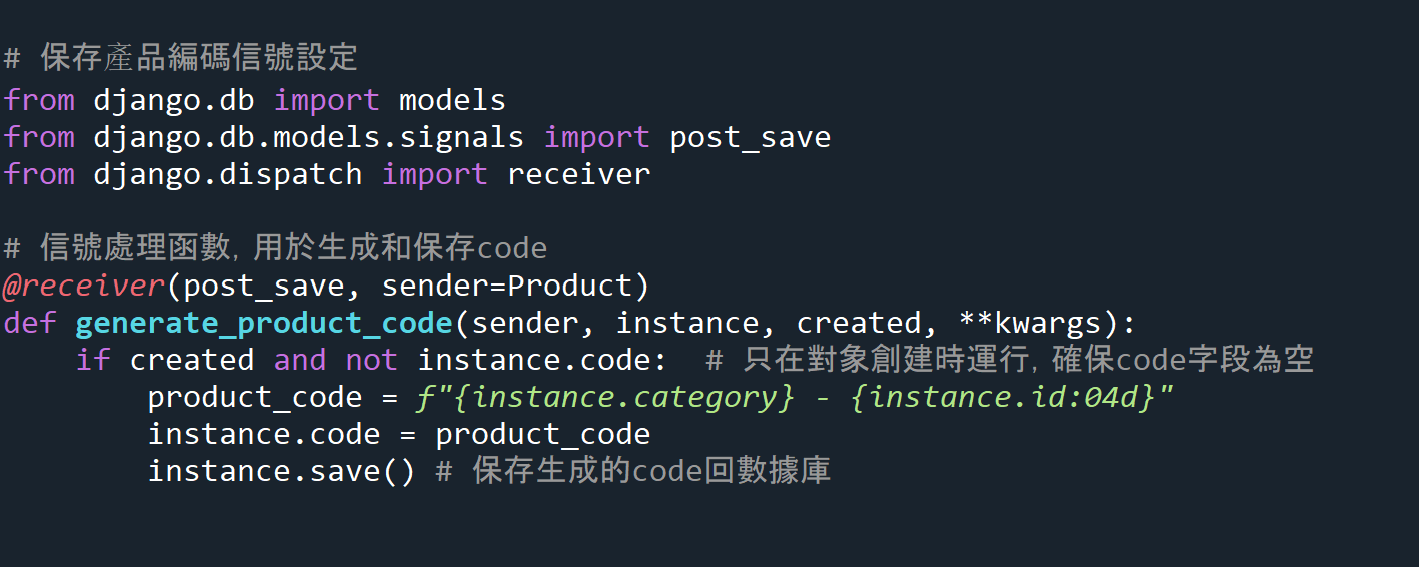 # 保存產品編碼信號設定
from django.db import models
from django.db.models.signals import post_save
from django.dispatch import receiver
# 信號處理函數, 用於生成和保存code
@receiver(post_save, sender=Product)
def generate_product_code(sender, instance, created, **kwargs):
    if created and not instance.code:  # 只在對象創建時運行, 確保code字段為空
        product_code = f"{instance.category} - {instance.id:04d}"
        instance.code = product_code
        instance.save() # 保存生成的code回數據庫